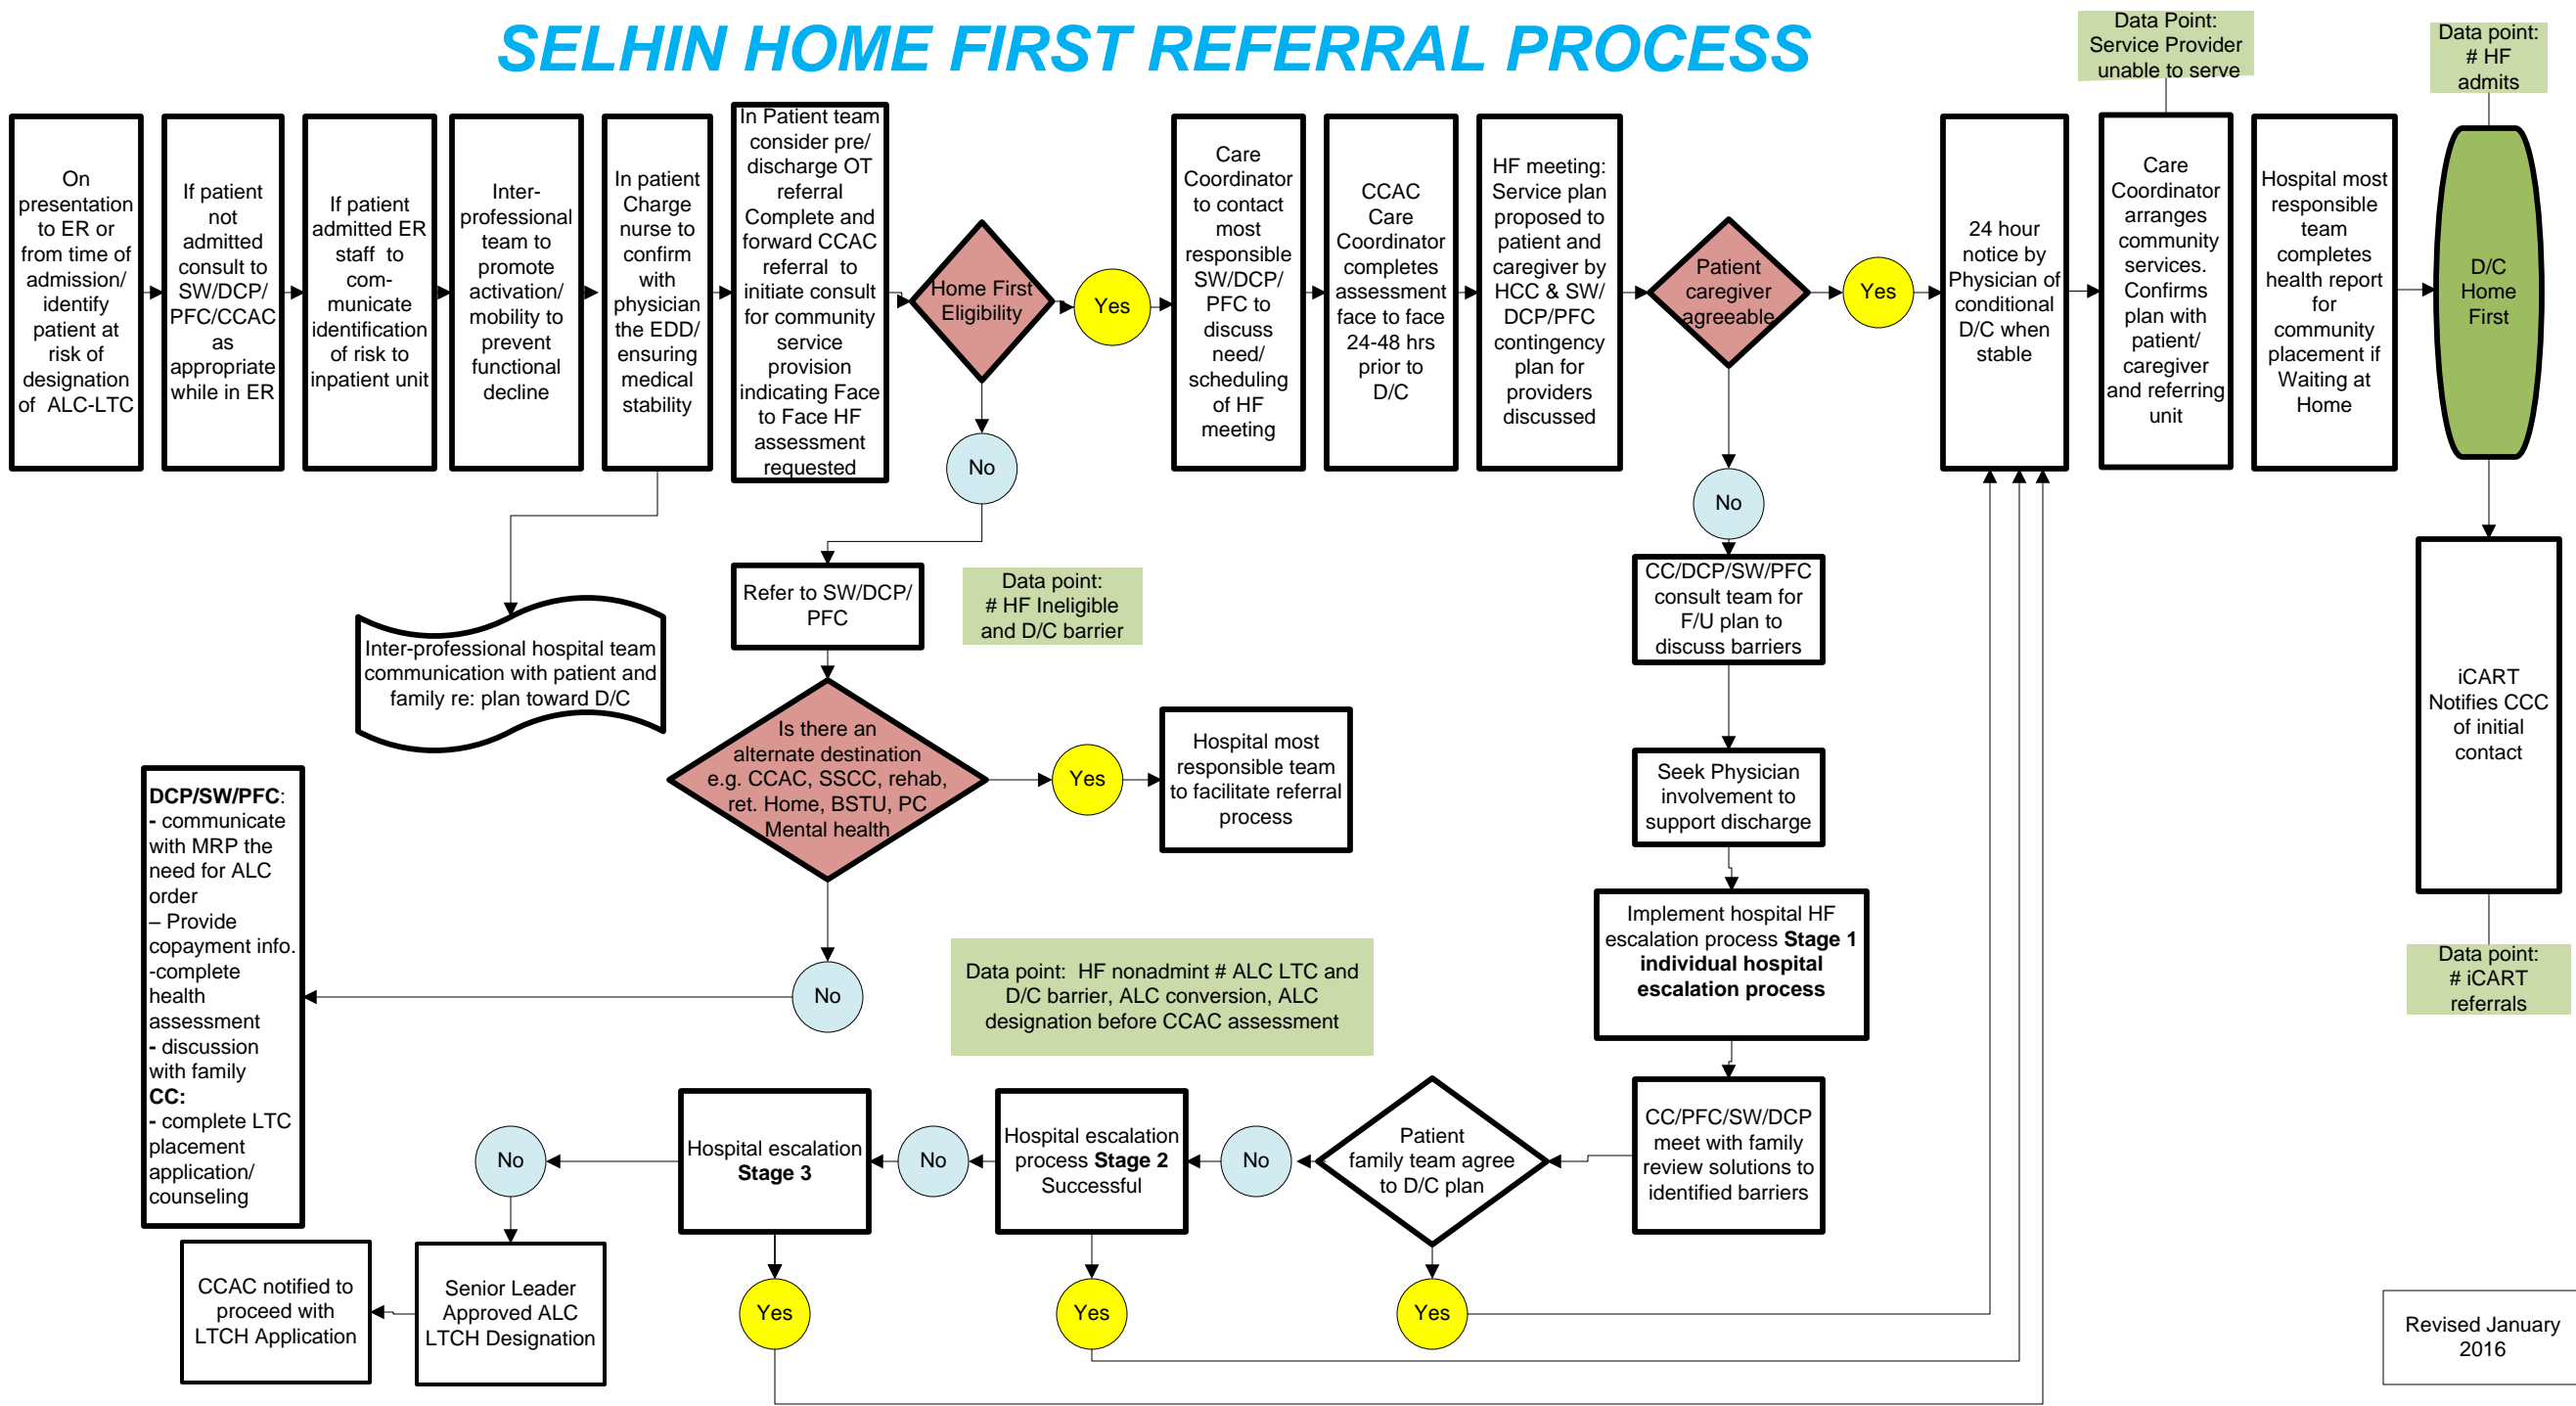 SELHIN HOME FIRST REFERRAL PROCESS
Data Point:
Service Provider
unable to serve
Data point:
# HF
admits
On
presentation
to ER or
from time of
admission/
identify
patient at
risk of
designation
of ALC-LTC
If patient
not
admitted
consult to
SW/DCP/
PFC/CCAC
as
appropriate
while in ER
If patient
admitted ER
staff to
com-
municate
identification
of risk to
inpatient unit
Inter-
professional
team to
promote
activation/
mobility to
prevent
functional
decline
In patient
Charge
nurse to
confirm
with
physician
the EDD/
ensuring
medical
stability
In Patient team
consider pre/
discharge OT
referral
Complete and
forward CCAC
referral to
initiate consult
for community
service
provision
indicating Face
to Face HF
assessment
requested
Home First
Eligibility
Yes
Care
Coordinator
to contact
most
responsible
SW/DCP/
PFC to
discuss
need/
scheduling
of HF
meeting
CCAC
Care
Coordinator
completes
assessment
face to face
24-48 hrs
prior to
D/C
HF meeting:
Service plan
proposed to
patient and
caregiver by
HCC & SW/
DCP/PFC
contingency
plan for
providers
discussed
Patient
caregiver
agreeable
Yes
24 hour
notice by
Physician of
conditional
D/C when
stable
Care
Coordinator
arranges
community
services.
Confirms
plan with
patient/
caregiver
and referring
unit
Hospital most
responsible
team
completes
health report
for
community
placement if
Waiting at
Home
D/C
Home
First
No
No
Refer to SW/DCP/
PFC
Data point:
# HF Ineligible
and D/C barrier
CC/DCP/SW/PFC
consult team for
F/U plan to
discuss barriers
Inter-professional hospital team
communication with patient and
family re: plan toward D/C
iCART
Notifies CCC
of initial
contact
Is there an
alternate destination
e.g. CCAC, SSCC, rehab,
ret. Home, BSTU, PC
Mental health
Yes
Hospital most
responsible team
to facilitate referral
process
Seek Physician
involvement to
support discharge
DCP/SW/PFC:
- communicate
with MRP the
need for ALC
order
– Provide
copayment info.
-complete
health
assessment
- discussion
with family
CC:
- complete LTC
placement
application/
counseling
No
Data point: HF nonadmint # ALC LTC and
D/C barrier, ALC conversion, ALC
designation before CCAC assessment
Implement hospital HF
escalation process Stage 1
individual hospital
escalation process
Data point:
# iCART
referrals
No
Hospital escalation
Stage 3
No
Hospital escalation
process Stage 2
Successful
No
Patient
family team agree
to D/C plan
CC/PFC/SW/DCP
meet with family
review solutions to
identified barriers
CCAC notified to
proceed with
LTCH Application
Senior Leader
Approved ALC
LTCH Designation
Yes
Yes
Yes
Revised January
2016